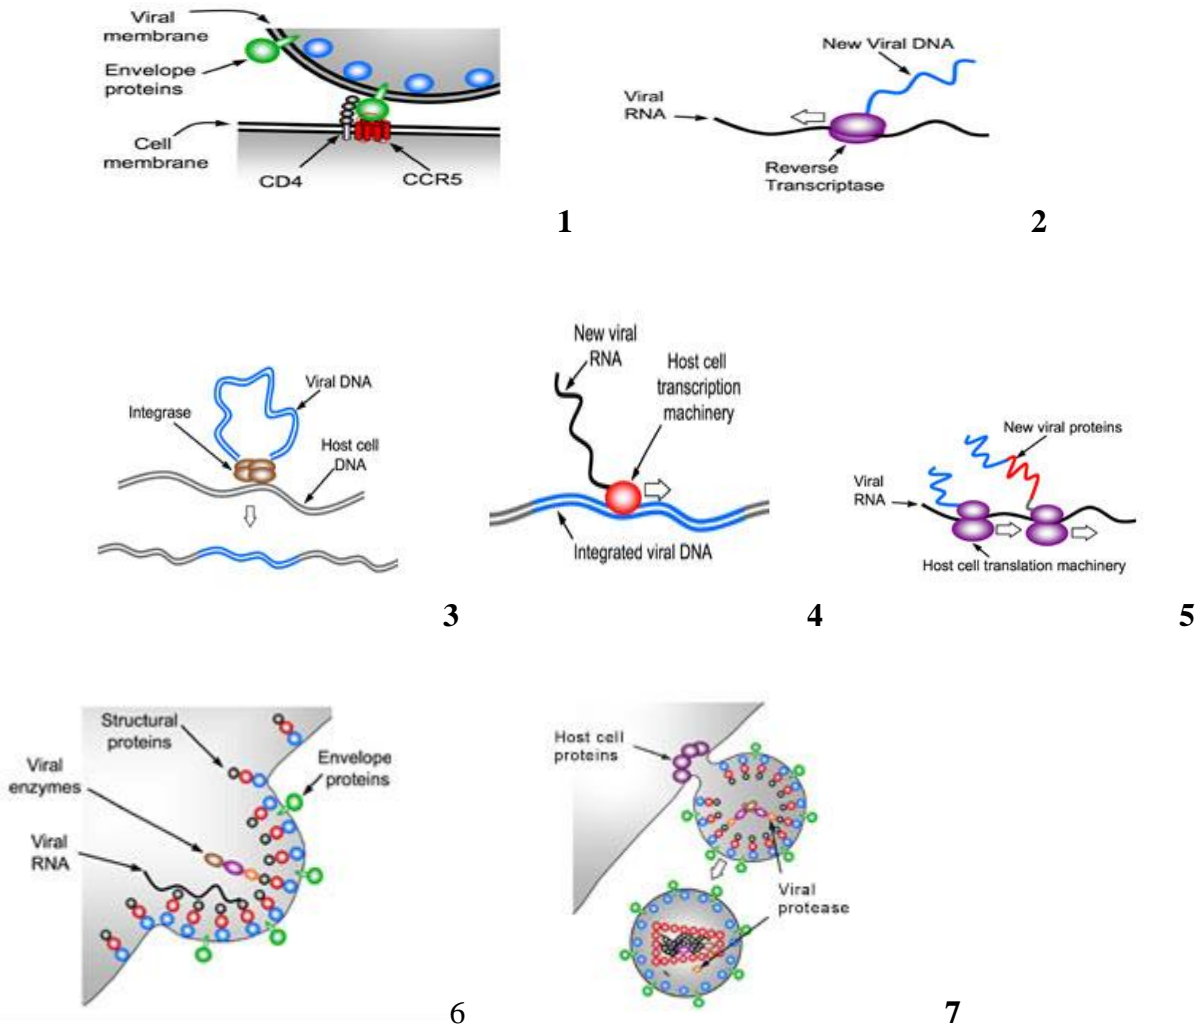 Viral
membrane
Envelope
proteins
Cell
membrane
CD4
CCR5
1
New Viral DNA
Viral
RNA
Reverse
Transcriptase
2
Viral DNA
Integrase
Host cell
DNA
3
New viral
RNA
Host cell
transcription
machinery
Integrated viral DNA
4
New viral proteins
Viral
RNA
Host cell translation machinery
5
Structural
proteins
Viral
enzymes
Envelope
proteins
Viral
RNA
6
Host cell
proteins
Viral
protease
7